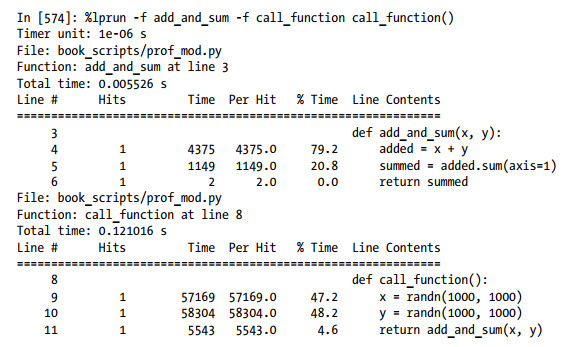 In [574]: %lprun -f add_and_sum -f call_function call_function()
Timer unit: 1e-06 s
File: book_scripts/prof_mod.py
Function: add_and_sum at line 3
Total time: 0.005526 s
Line #      Hits         Time  Per Hit   % Time  Line Contents
==============================================================
     3                                           def add_and_sum(x, y):
     4         1         4375   4375.0     79.2      added = x + y
     5         1         1149   1149.0     20.8      summed = added.sum(axis=1)
     6         1            2      2.0      0.0      return summed
File: book_scripts/prof_mod.py
Function: call_function at line 8
Total time: 0.121016 s
Line #      Hits         Time  Per Hit   % Time  Line Contents
==============================================================
     8                                           def call_function():
     9         1        57169  57169.0     47.2      x = randn(1000, 1000)
    10         1        58304  58304.0     48.2      y = randn(1000, 1000)
    11         1         5543   5543.0      4.6      return add_and_sum(x, y)